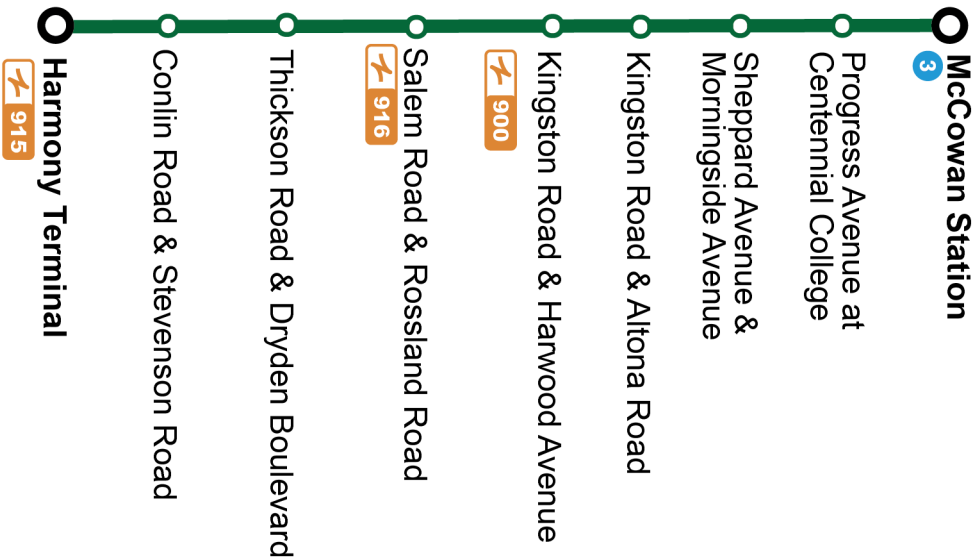 McCowan Station
3
Progress Avenue at
Centennial College
Sheppard Avenue &
Morningside Avenue
Kingston Road & Altona Road
Kingston Road & Harwood Avenue
900
Salem Road & Rossland Road
916
Thickson Road & Dryden Boulevard
Conlin Road & Stevenson Road
Harmony Terminal
915